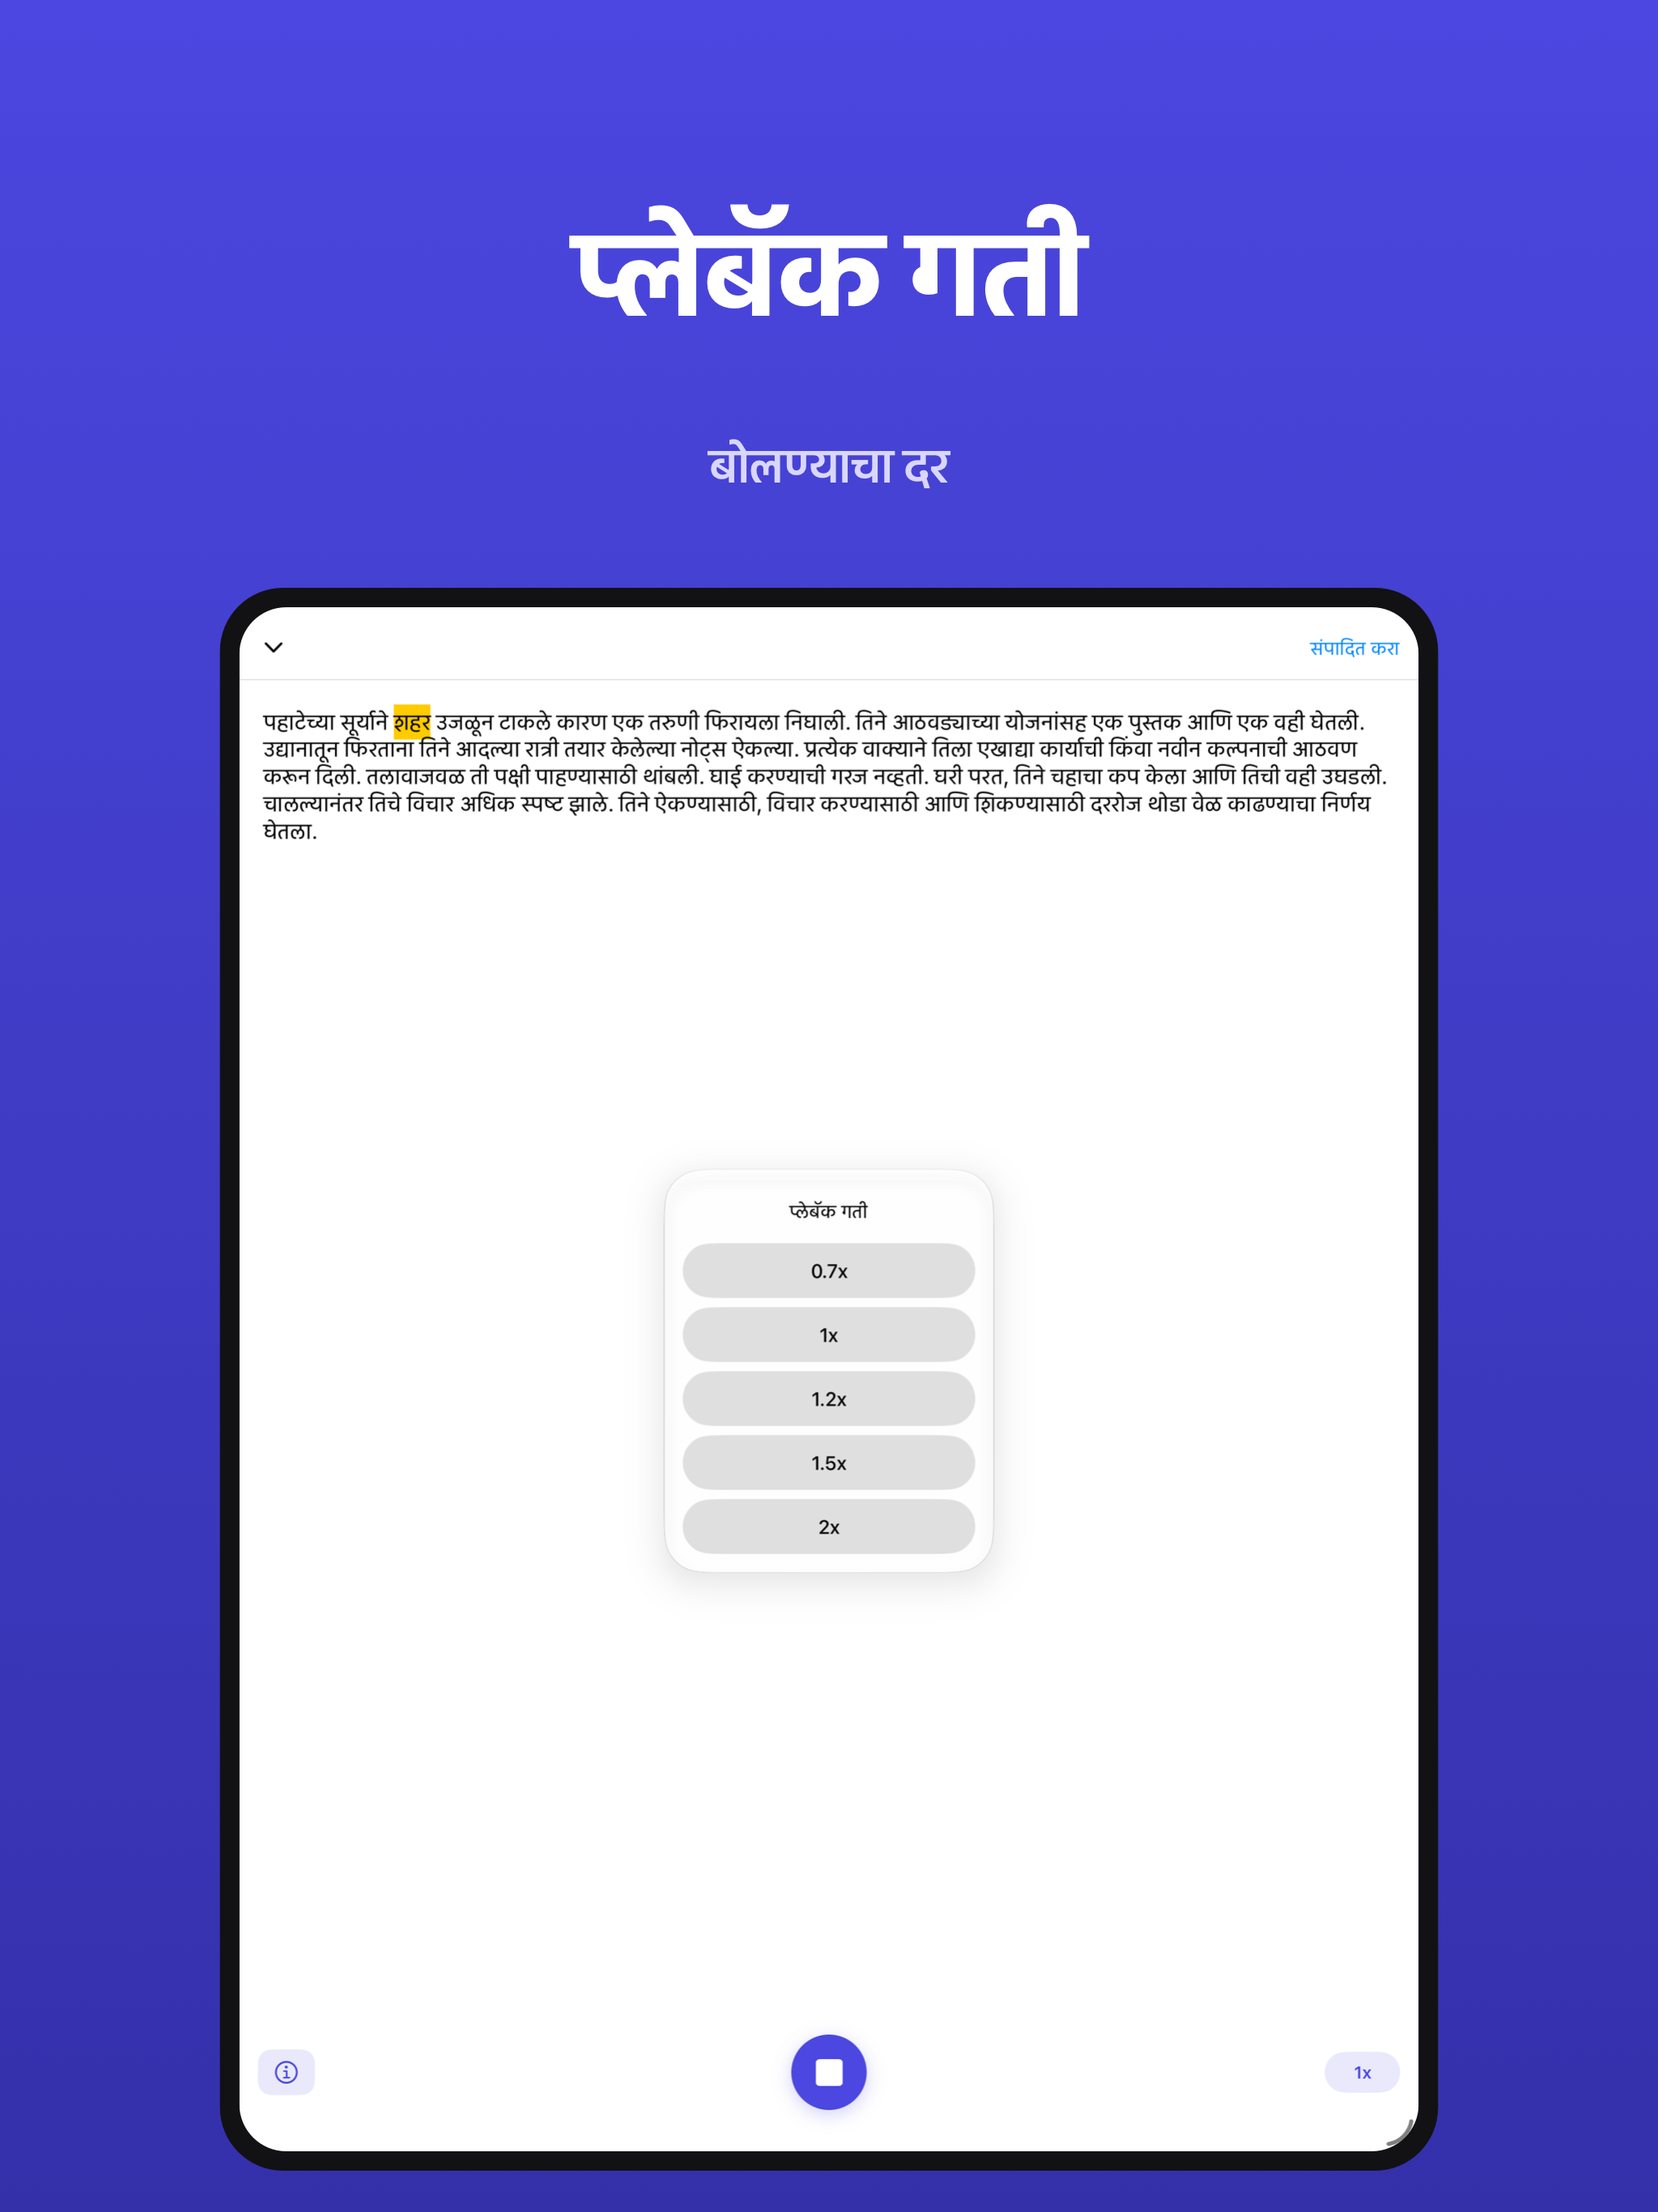 प्लेबॅक गती
बोलण्याचा दर
संपादित करा
पहाटेच्या सूर्याने शहर उजळून टाकले कारण एक तरुणी फिरायला निघाली. तिने आठवड्याच्या योजनांसह एक पुस्तक आणि एक वही घेतली.
उद्यानातून फिरताना तिने आदल्या रात्री तयार केलेल्या नोट्स ऐकल्या. प्रत्येक वाक्याने तिला एखाद्या कार्याची किंवा नवीन कल्पनाची आठवण
करून दिली. तलावाजवळ ती पक्षी पाहण्यासाठी थांबली. घाई करण्याची गरज नव्हती. घरी परत, तिने चहाचा कप केला आणि तिची वही उघडली.
चालल्यानंतर तिचे विचार अधिक स्पष्ट झाले. तिने ऐकण्यासाठी, विचार करण्यासाठी आणि शिकण्यासाठी दररोज थोडा वेळ काढण्याचा निर्णय
घेतला.
प्लेबॅक गती
0.7x
1x
1.2x
1.5x
2x
1x